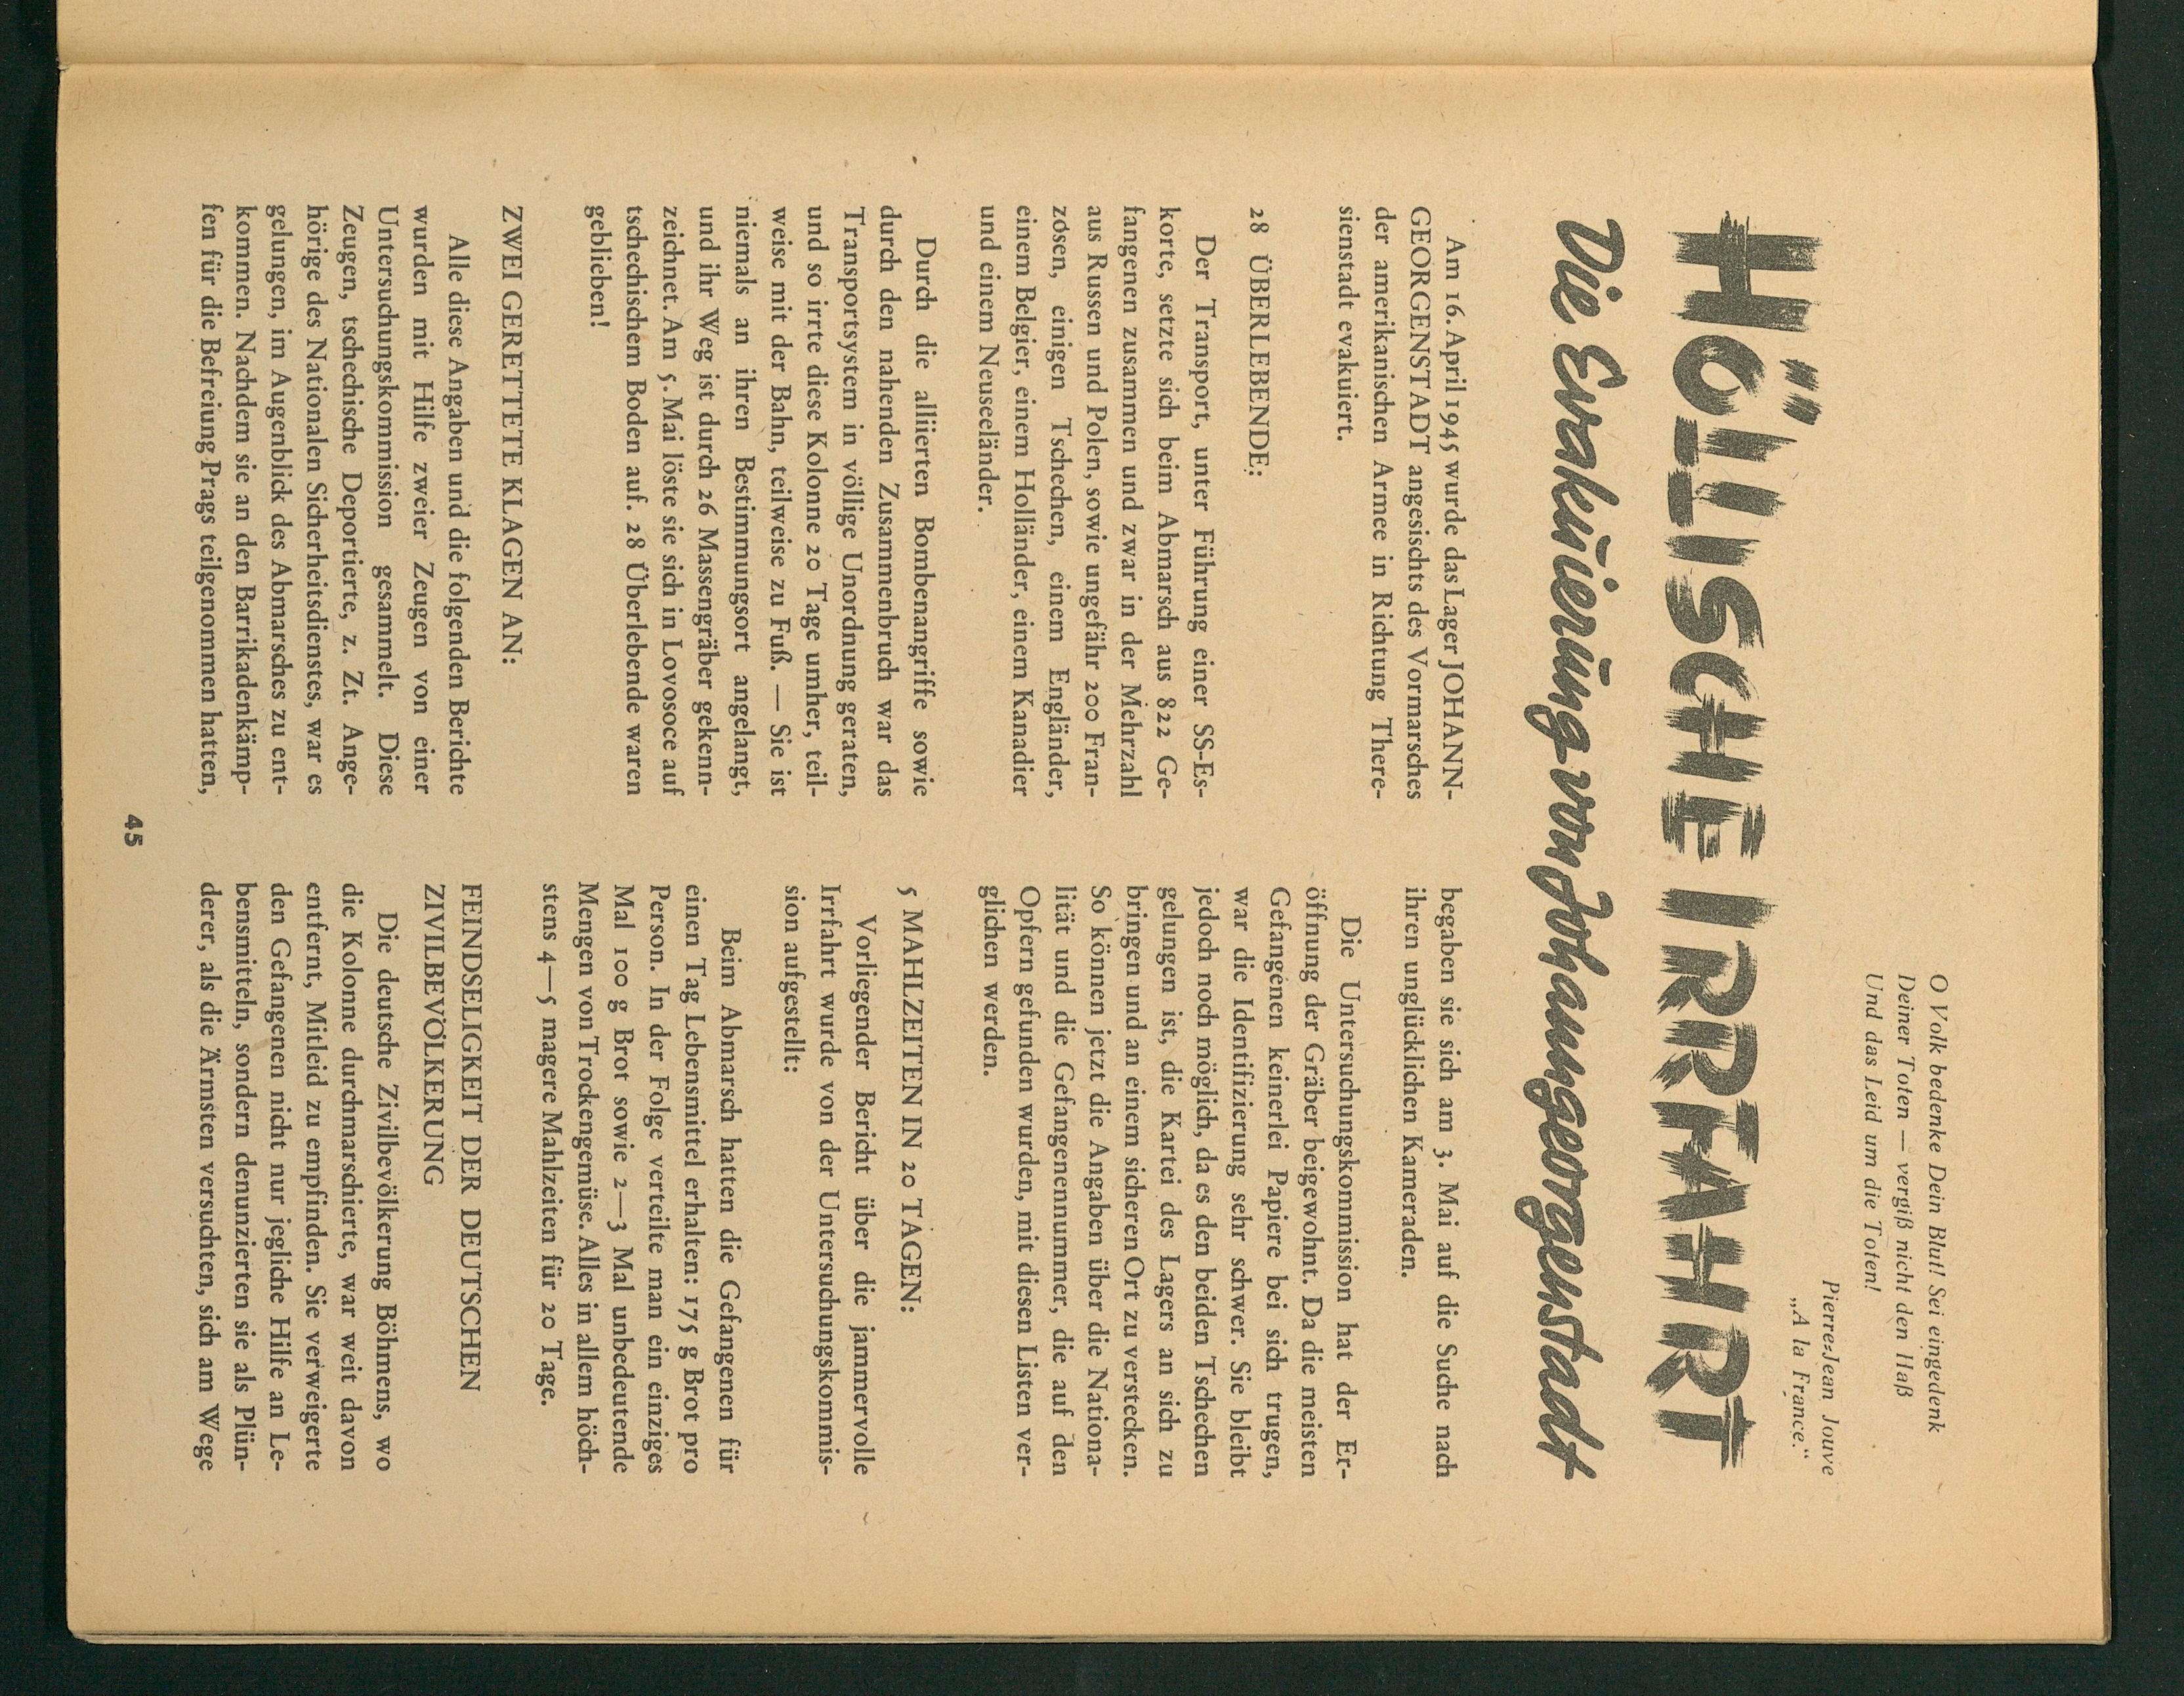 O Volk bedenke Dein Blut! Sei eingedenk
Deiner Toten — vergiß nicht den Haß
Und das Leid um die Toten!
Pierre=Jean Jouve
„A la France.“
HÖLLISCHE IRRFAHRT
Die Evakuierung von Johanngeorgenstadt
Am 16. April 1945 wurde das Lager JOHANN-
GEORGENSTADT angesichts des Vormarsches
der amerikanischen Armee in Richtung There-
sienstadt evakuiert.
28 ÜBERLEBENDE:
Der Transport, unter Führung einer SS-Es-
korte, setzte sich beim Abmarsch aus 822 Ge-
fangenen zusammen und zwar in der Mehrzahl
aus Russen und Polen, sowie ungefähr 200 Fran-
zosen, einigen Tschechen, einem Engländer,
einem Belgier, einem Holländer, einem Kanadier
und einem Neuseeländer.
Durch die alliierten Bombenangriffe sowie
durch den nahenden Zusammenbruch war das
Transportsystem in völlige Unordnung geraten,
und so irrte diese Kolonne 20 Tage umher, teil-
weise mit der Bahn, teilweise zu Fuß. — Sie ist
niemals an ihren Bestimmungsort angelangt,
und ihr Weg ist durch 26 Massengräber gekenn-
zeichnet. Am 5. Mai löste sie sich in Lovosoce auf
tschechischem Boden auf. 28 Überlebende waren
geblieben!
ZWEI GERETTETE KLAGEN AN:
Alle diese Angaben und die folgenden Berichte
wurden mit Hilfe zweier Zeugen von einer
Untersuchungskommission gesammelt. Diese
Zeugen, tschechische Deportierte, z. Zt. Ange-
hörige des Nationalen Sicherheitsdienstes, war es
gelungen, im Augenblick des Abmarsches zu ent-
kommen. Nachdem sie an den Barrikadenkämp-
fen für die Befreiung Prags teilgenommen hatten,
begaben sie sich am 3. Mai auf die Suche nach
ihren unglücklichen Kameraden.
Die Untersuchungskommission hat der Er-
öffnung der Gräber beigewohnt. Da die meisten
Gefangenen keinerlei Papiere bei sich trugen,
war die Identifizierung sehr schwer. Sie bleibt
jedoch noch möglich, da es den beiden Tschechen
gelungen ist, die Kartei des Lagers an sich zu
bringen und an einem sicheren Ort zu verstecken.
So können jetzt die Angaben über die Nationa-
lität und die Gefangenennummer, die auf den
Opfern gefunden wurden, mit diesen Listen ver-
glichen werden.
5 MAHLZEITEN IN 20 TAGEN:
Vorliegender Bericht über die jammervolle
Irrfahrt wurde von der Untersuchungskommis-
sion aufgestellt:
Beim Abmarsch hatten die Gefangenen für
einen Tag Lebensmittel erhalten: 175 g Brot pro
Person. In der Folge verteilte man ein einziges
Mal 100 g Brot sowie 2—3 Mal unbedeutende
Mengen von Trockengemüse. Alles in allem höch-
stens 4—5 magere Mahlzeiten für 20 Tage.
FEINDSELIGKEIT DER DEUTSCHEN
ZIVILBEVÖLKERUNG
Die deutsche Zivilbevölkerung Böhmens, wo
die Kolonne durchmarschierte, war weit davon
entfernt, Mitleid zu empfinden. Sie verweigerte
den Gefangenen nicht nur jegliche Hilfe an Le-
bensmitteln, sondern denunzierten sie als Plün-
derer, als die Ärmsten versuchten, sich am Wege
45